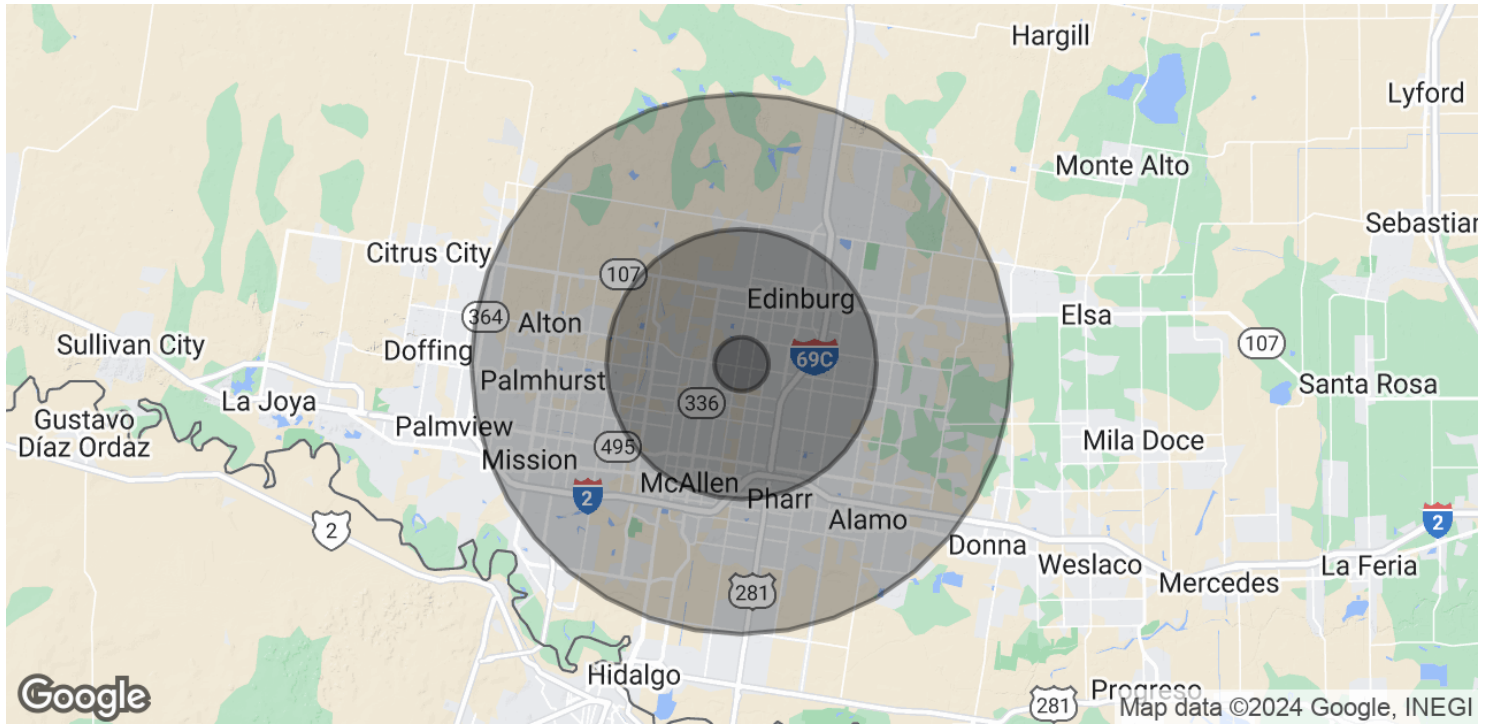 Hargill
Lyford
Monte Alto
Sebastian
Citrus City
107
Edinburg
364
Alton
Elsa
Sullivan City
Doffing
69C
107
Palmhurst
Santa Rosa
La Joya
336
Gustavo
Díaz Ordaz
Palmview
495
Mila Doce
Mission
McAllen
Pharr
2
Alamo
2
2
Donna
Weslaco
La Feria
Mercedes
281
Hidalgo
Progreso
281
Google
Map data ©2024 Google, INEGI